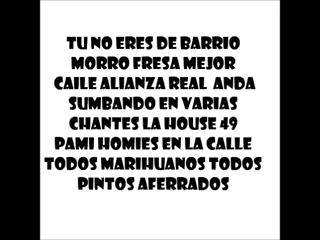 TU NO ERES DE BARRIO
MORRO FRESA MEJOR
CAILE ALIANZA REAL ANDA
SUMBANDO EN VARIAS
CHANTES LA HOUSE 49
PAMI HOMIES EN LA CALLE
TODOS MARIHUANOS TODOS
PINTOS AFERRADOS